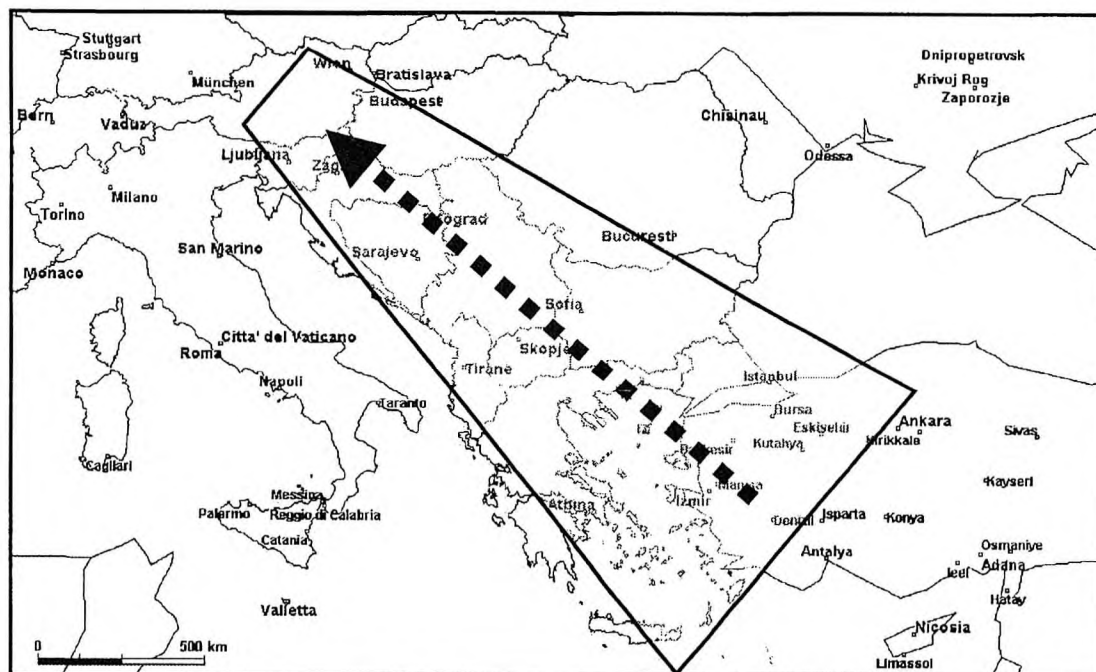 Stuttgart
Strasbourg
Wien
Dnipropetrovsk
München
Bratislava
Krivoj Rog
Zaporozje
Budapest
Bern
Vaduz
Chisinau
Odessa
Ljubljana
Milano
Torino
Bucuresti
San Marino
Sarajevo
Monaco
Sofia
Citta' del Vaticano
Skopje
Roma
Tirane
Istanbul
Napoli
Taranto
Bursa
Ankara
Eskisehir
Kirikkale
Sivas
Kutahya
Cagliari
Manisa
Kayseri
Messina
Izmir
Palermo
Reggio di Calabria
Athina
Isparta
Konya
Catania
Antalya
Osmaniye
Adana
Icel
Hatay
Valletta
Nicosia
0 500 km
Limassol